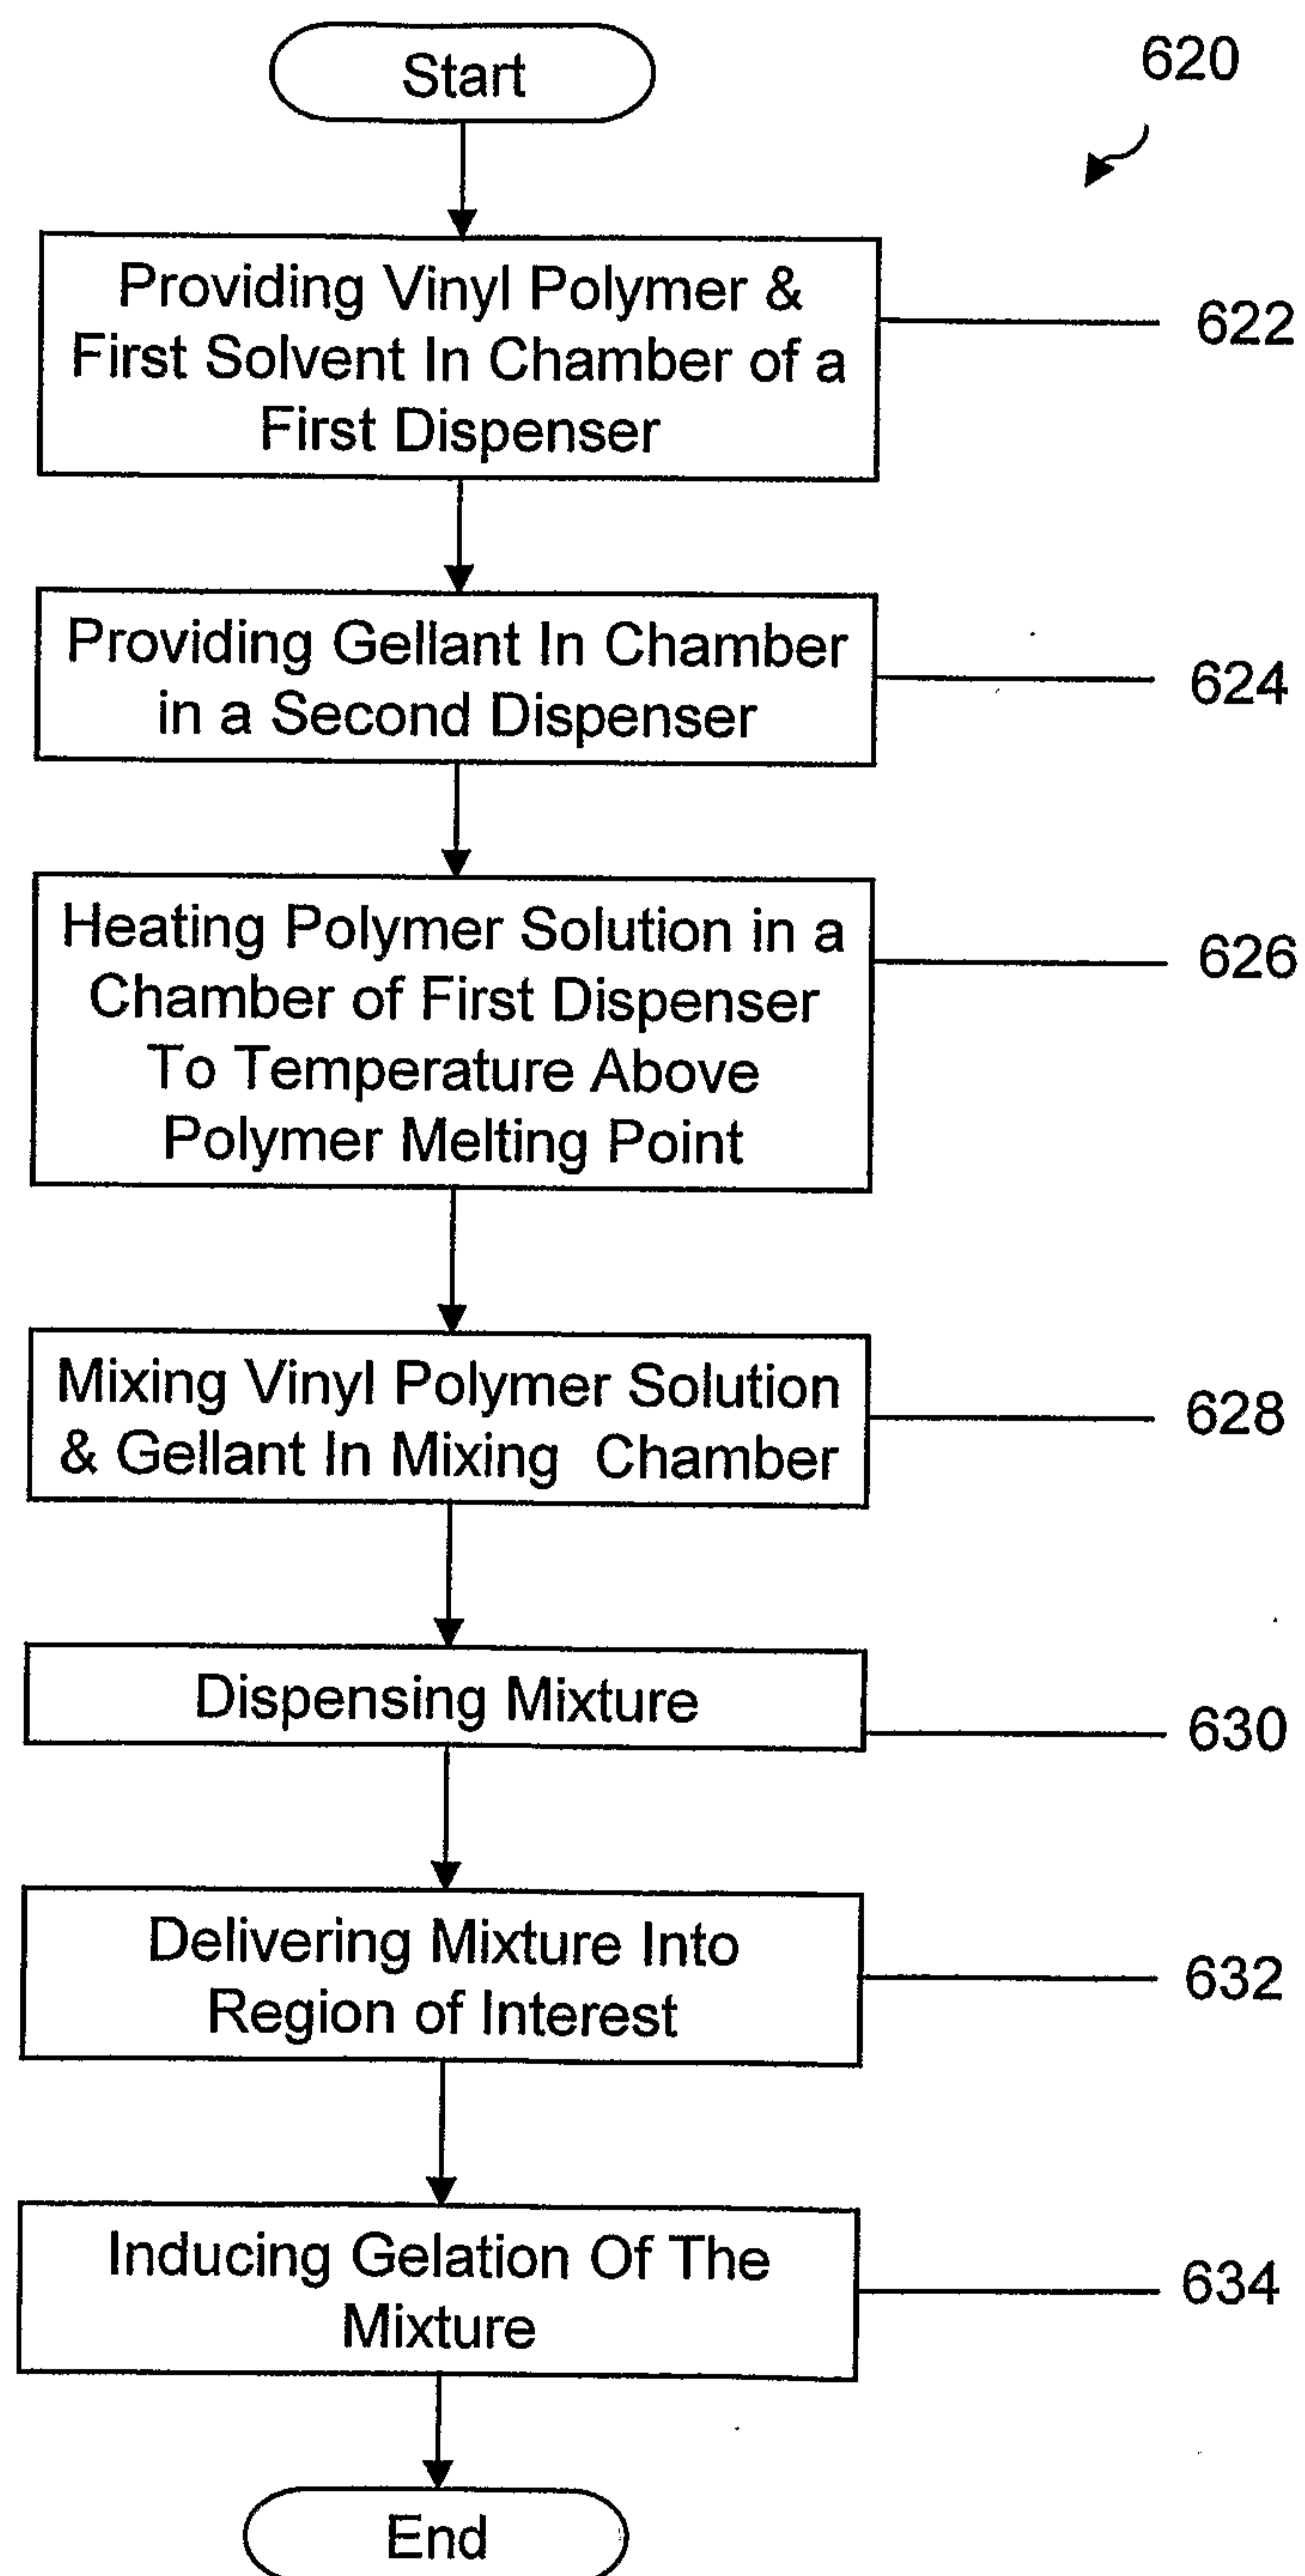 Start
620
Providing Vinyl Polymer &
First Solvent In Chamber of a
First Dispenser
622
Providing Gellant In Chamber
in a Second Dispenser
624
Heating Polymer Solution in a
Chamber of First Dispenser
To Temperature Above
Polymer Melting Point
626
Mixing Vinyl Polymer Solution
& Gellant In Mixing Chamber
628
Dispensing Mixture
630
Delivering Mixture Into
Region of Interest
632
Inducing Gelation Of The
Mixture
634
End